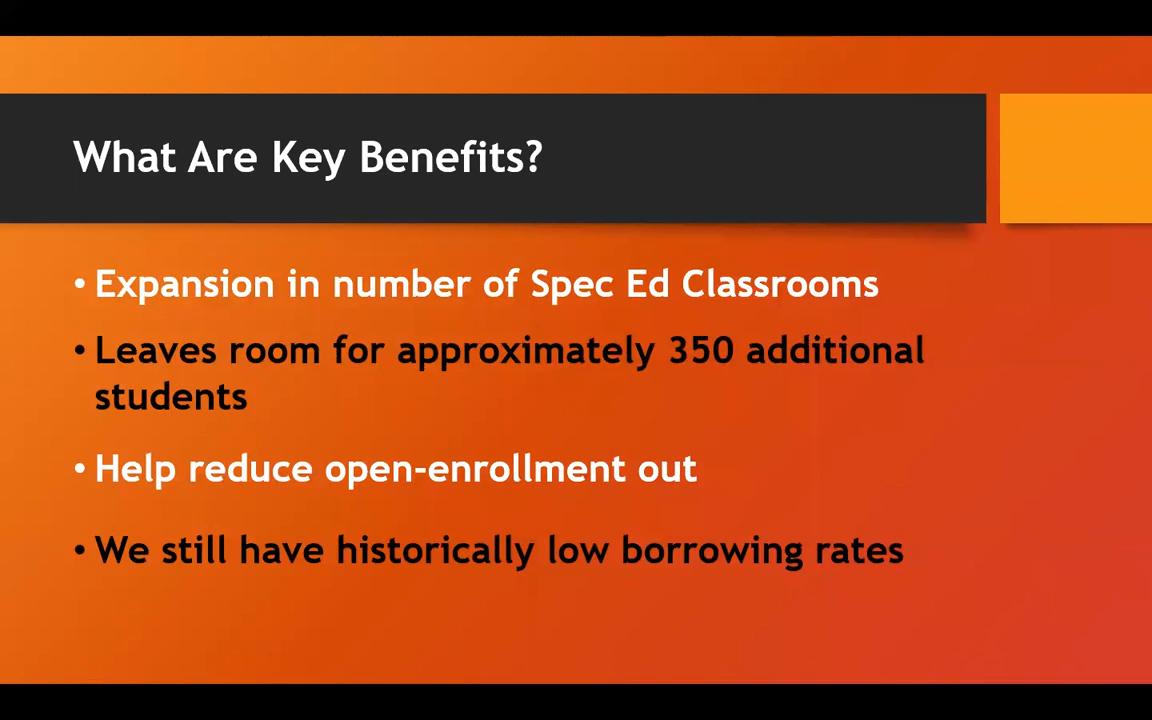 What Are Key Benefits?
• Expansion in number of Spec Ed Classrooms
• Leaves room for approximately 350 additional
students
• Help reduce open-enrollment out
• We still have historically low borrowing rates